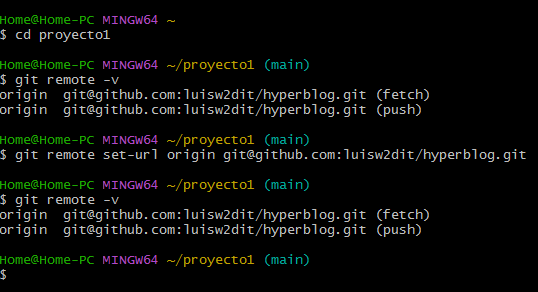 Home@Home-PC MINGW64 ~
$ cd proyecto1
Home@Home-PC MINGW64 ~/proyecto1 (main)
$ git remote -v
origin  git@github.com:luisw2dit/hyperblog.git (fetch)
origin  git@github.com:luisw2dit/hyperblog.git (push)
Home@Home-PC MINGW64 ~/proyecto1 (main)
$ git remote set-url origin git@github.com:luisw2dit/hyperblog.git
Home@Home-PC MINGW64 ~/proyecto1 (main)
$ git remote -v
origin  git@github.com:luisw2dit/hyperblog.git (fetch)
origin  git@github.com:luisw2dit/hyperblog.git (push)
Home@Home-PC MINGW64 ~/proyecto1 (main)
$